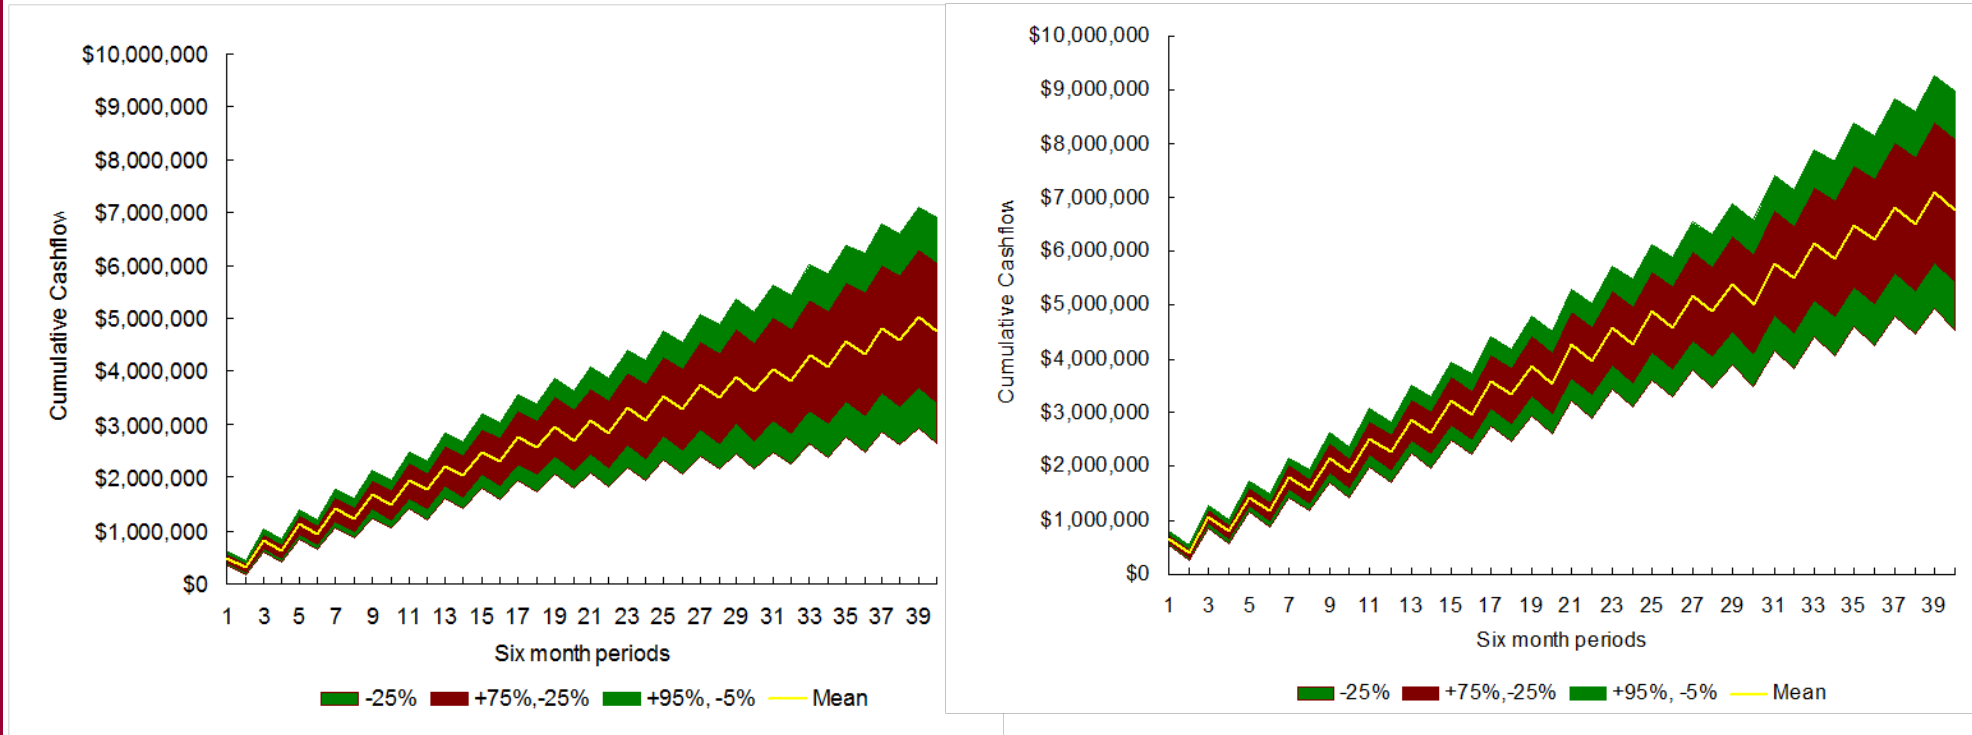 $10,000,000
$9,000,000
$8,000,000
$7,000,000
$6,000,000
$5,000,000
$4,000,000
$3,000,000
$2,000,000
$1,000,000
$0
Cumulative Cashflow
1 3 5 7 9 11 13 15 17 19 21 23 25 27 29 31 33 35 37 39
Six month periods
-25% +75%,-25% +95%, -5% Mean
$10,000,000
$9,000,000
$8,000,000
$7,000,000
$6,000,000
$5,000,000
$4,000,000
$3,000,000
$2,000,000
$1,000,000
$0
Cumulative Cashflow
1 3 5 7 9 11 13 15 17 19 21 23 25 27 29 31 33 35 37 39
Six month periods
-25% +75%,-25% +95%, -5% Mean